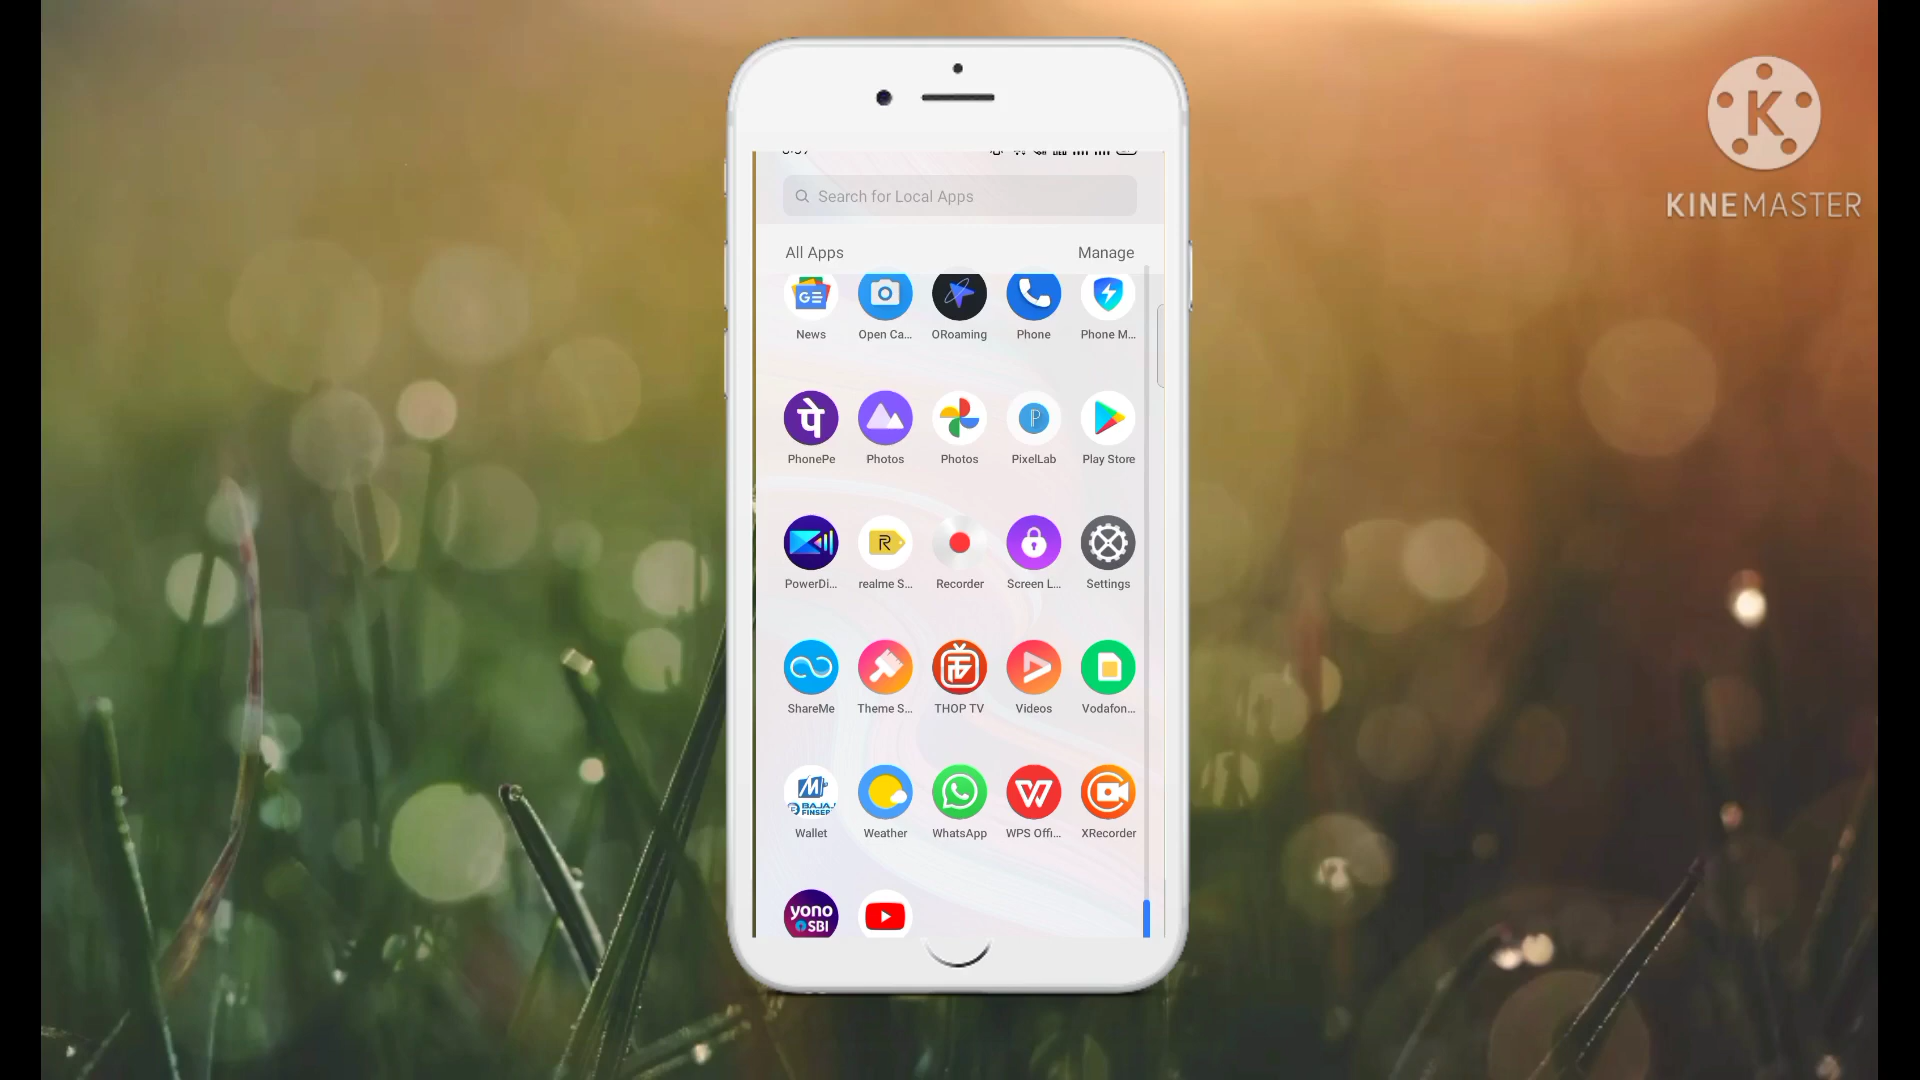 K
KINEMASTER
Search for Local Apps
All Apps Manage
GE
News Open Ca... ORoaming Phone Phone M...
पे P
PhonePe Photos Photos PixelLab Play Store
R
PowerDi... realme S... Recorder Screen L... Settings
ShareMe Theme S... THOP TV Videos Vodafon...
M
BAJAJ
FINSER
W
Wallet Weather WhatsApp WPS Offi... XRecorder
yono
SBI